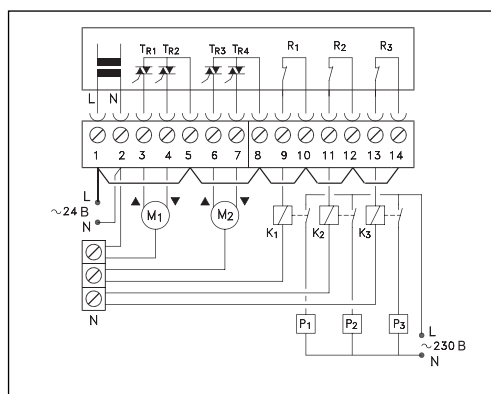 TR1 TR2 TR3 TR4 R1 R2 R3
L N
1 2 3 4 5 6 7 8 9 10 11 12 13 14
L
~24 В
N
M1 M2
K1 K2 K3
N
P1 P2 P3
L
~230 В
N